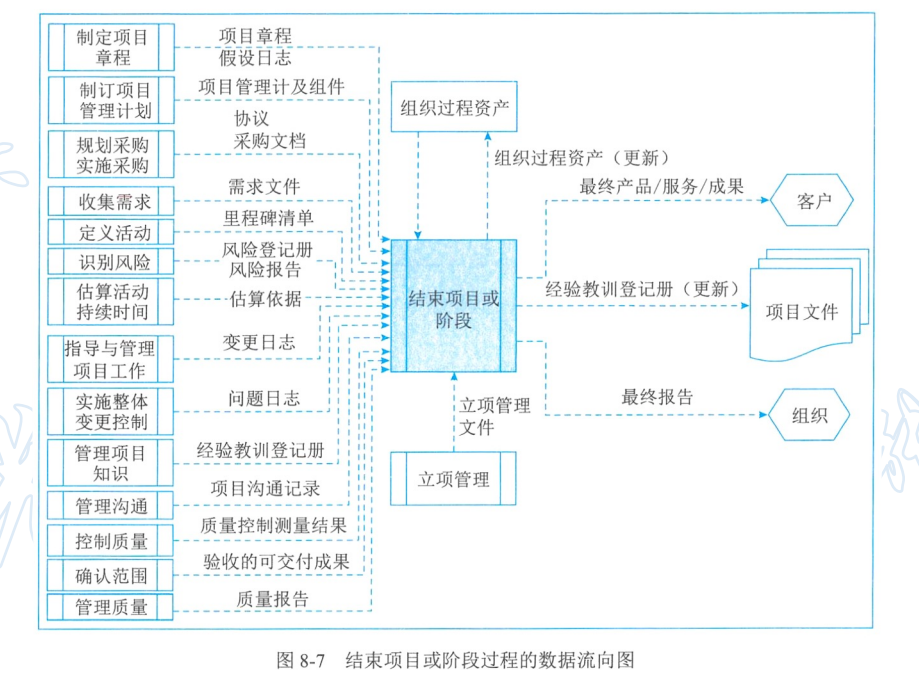 制定项目
章程
项目章程
假设日志
制订项目
管理计划
项目管理计及组件
规划采购
实施采购
协议
采购文档
收集需求
需求文件
定义活动
里程碑清单
识别风险
风险登记册
风险报告
估算活动
持续时间
估算依据
指导与管理
项目工作
变更日志
实施整体
变更控制
问题日志
管理项目
知识
经验教训登记册
管理沟通
项目沟通记录
控制质量
质量控制测量结果
确认范围
验收的可交付成果
管理质量
质量报告
组织过程资产
组织过程资产（更新）
结束项目或
阶段
立项管理
文件
立项管理
最终产品/服务/成果
客户
经验教训登记册（更新）
项目文件
最终报告
组织
图 8-7 结束项目或阶段过程的数据流向图